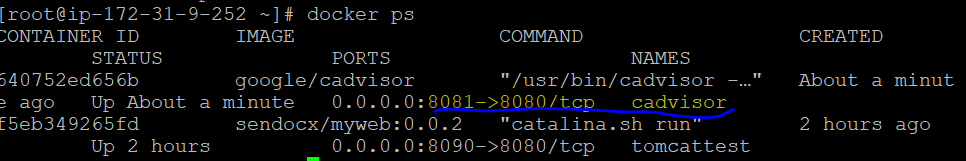 [root@ip-172-31-9-252 ~]# docker ps
CONTAINER ID        IMAGE               COMMAND                  CREATED
        STATUS              PORTS                    NAMES
640752ed656b        google/cadvisor     "/usr/bin/cadvisor -…"   About a minut
e ago   Up About a minute   0.0.0.0:8081->8080/tcp   cadvisor
f5eb349265fd        sendocx/myweb:0.0.2   "catalina.sh run"        2 hours ago
        Up 2 hours          0.0.0.0:8090->8080/tcp   tomcattest